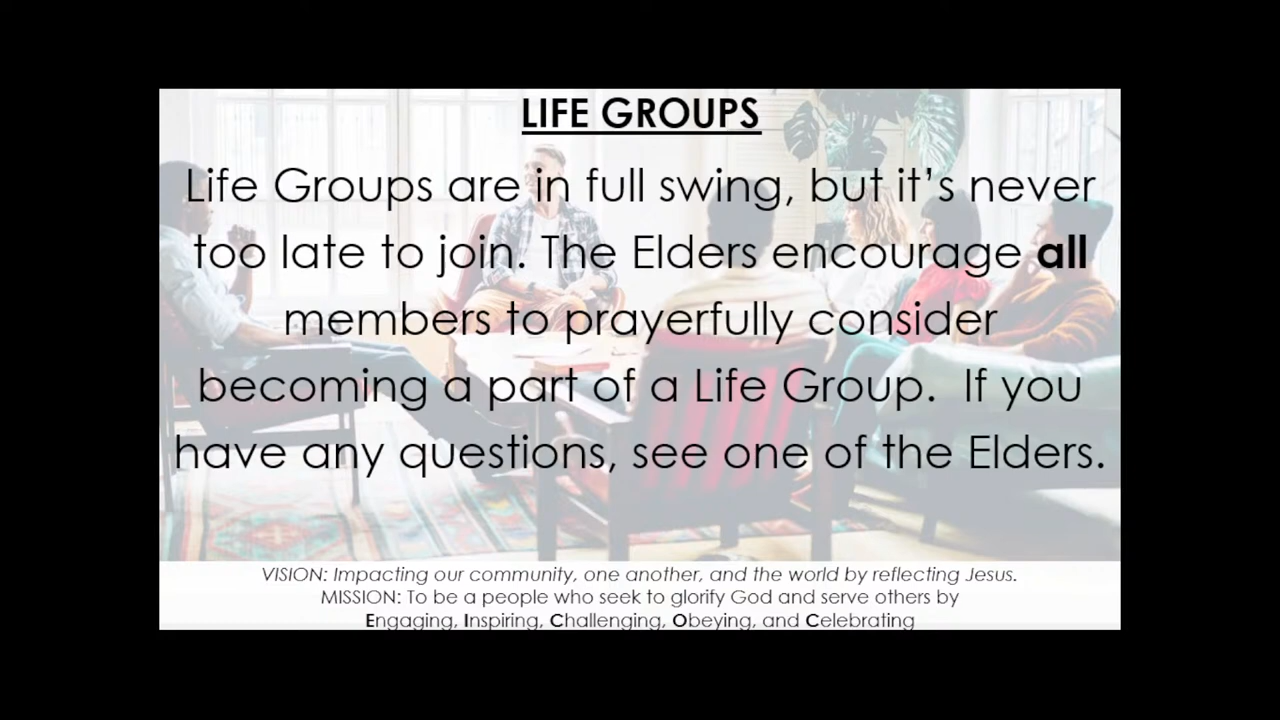 LIFE GROUPS
Life Groups are in full swing, but it’s never
too late to join. The Elders encourage all
members to prayerfully consider
becoming a part of a Life Group.  If you
have any questions, see one of the Elders.
VISION: Impacting our community, one another, and the world by reflecting Jesus.
MISSION: To be a people who seek to glorify God and serve others by
Engaging, Inspiring, Challenging, Obeying, and Celebrating